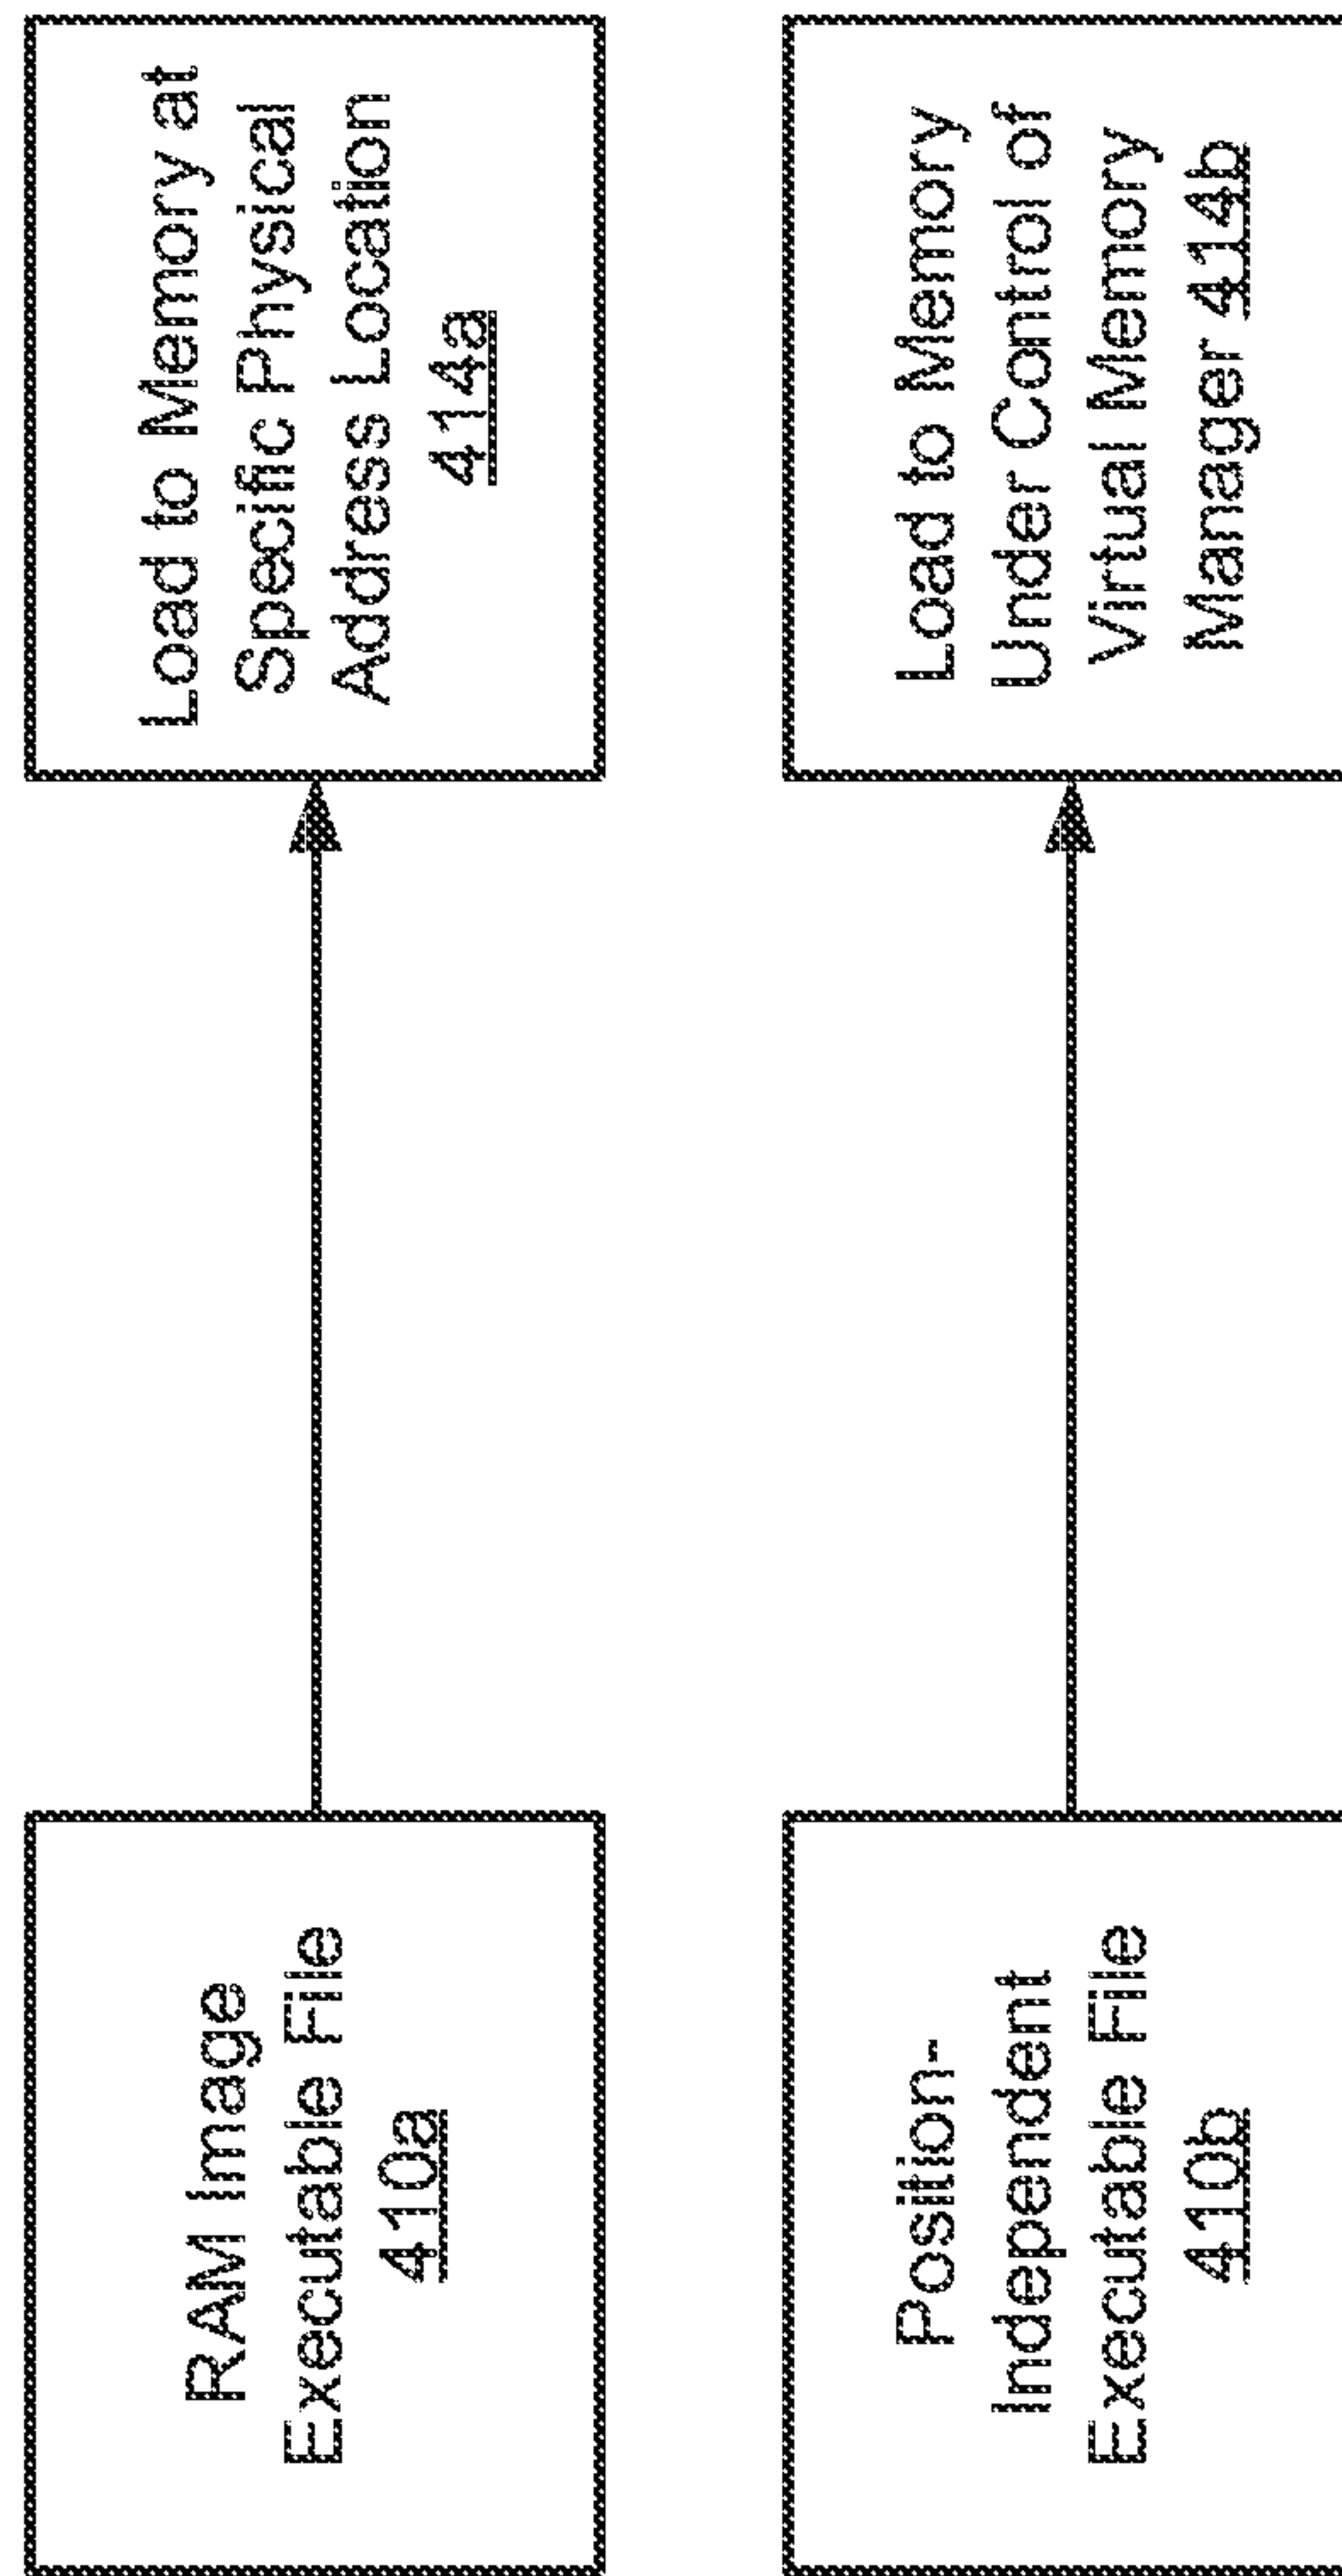 RAM Image
Executable File
410a
Load to Memory at
Specific Physical
Address Location
414a
Position-
Independent
Executable File
410b
Load to Memory
Under Control of
Virtual Memory
Manager 414b